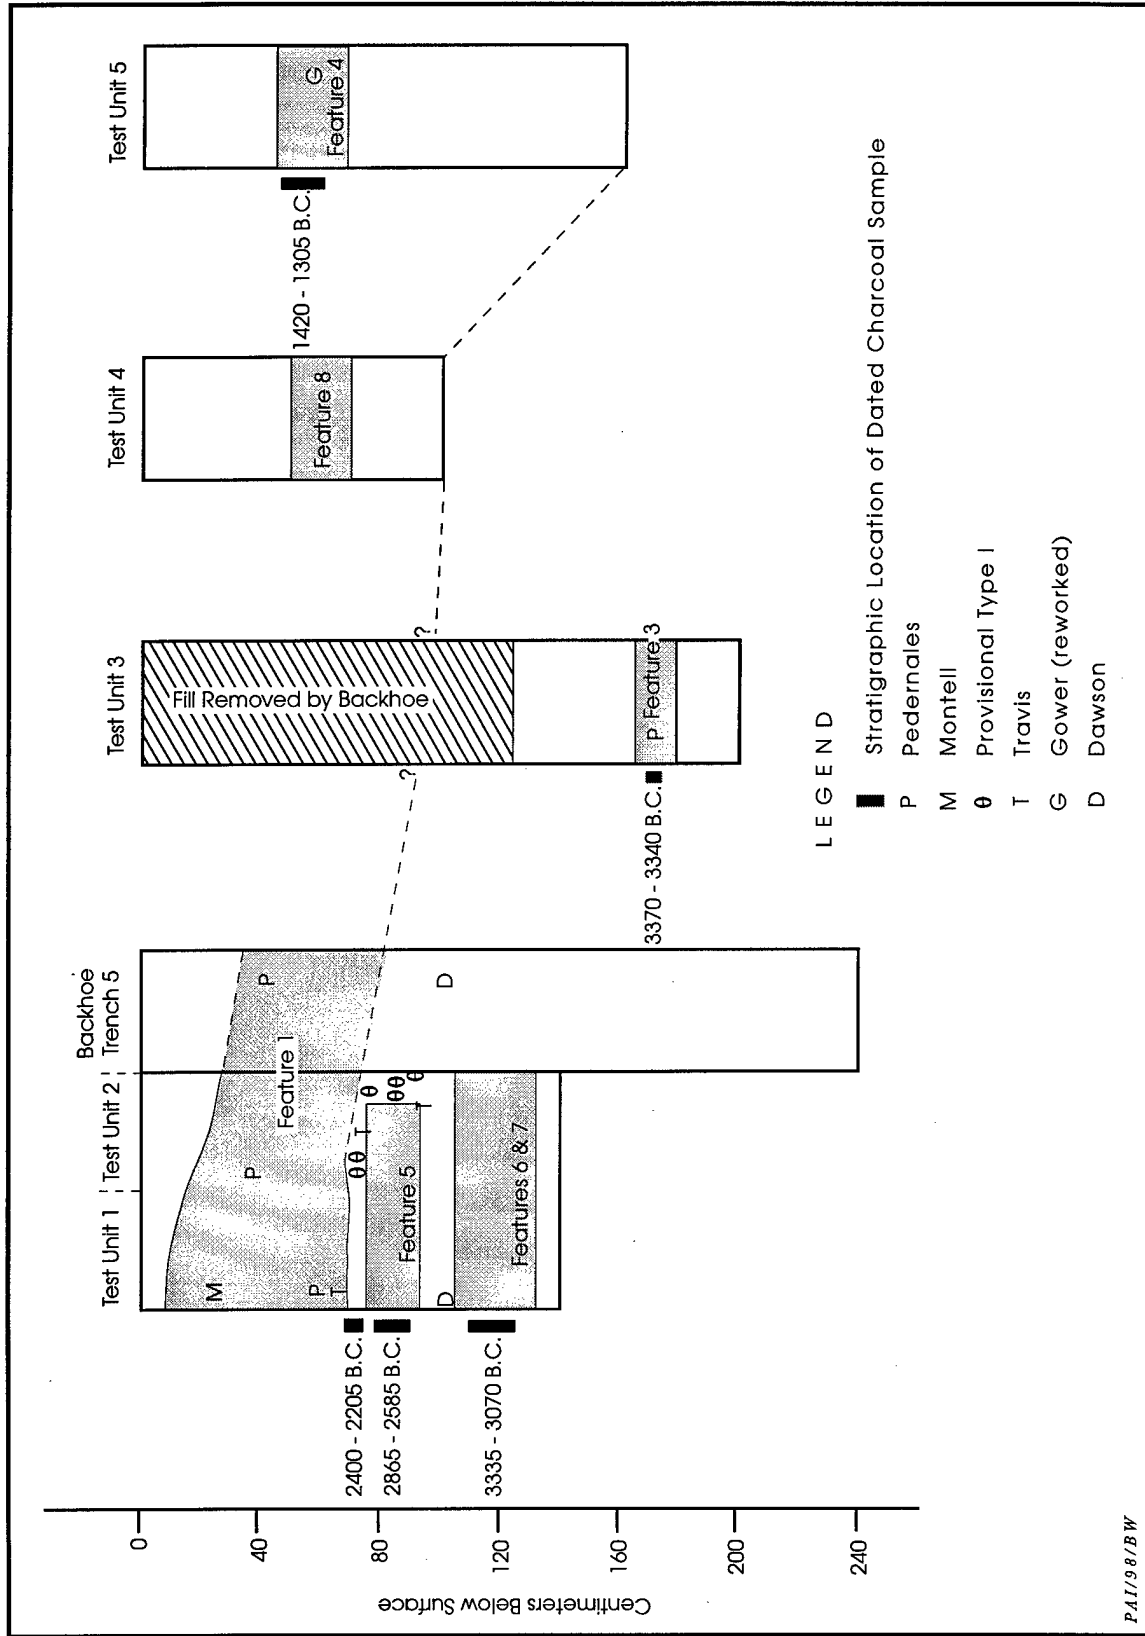 Test Unit 1
Test Unit 2
Backhoe
Trench 5
Test Unit 3
Test Unit 4
Test Unit 5
0
40
80
120
160
200
240
Centimeters Below Surface
M
P
T
P
Feature 1
P
θθ
T
θ
θθ
θ
T
Feature 5
D
D
Features 6 & 7
2400 - 2205 B.C.
2865 - 2585 B.C.
3335 - 3070 B.C.
Fill Removed by Backhoe
?
?
P Feature 3
3370 - 3340 B.C.
Feature 8
1420 - 1305 B.C.
G
Feature 4
LEGEND
Stratigraphic Location of Dated Charcoal Sample
P Pedernales
M Montell
θ Provisional Type I
T Travis
G Gower (reworked)
D Dawson
PAI/98/BW